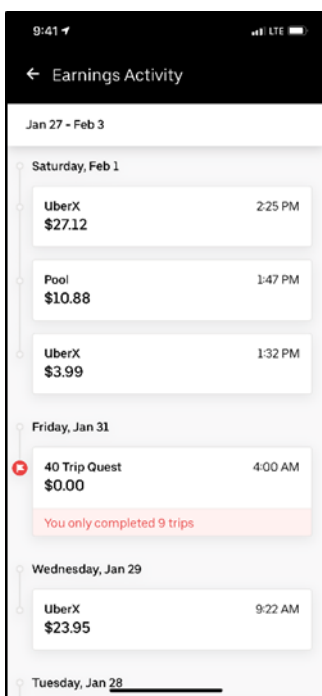 9:41
LTE
Earnings Activity
Jan 27 - Feb 3
Saturday, Feb 1
UberX 2:25 PM
$27.12
Pool 1:47 PM
$10.88
UberX 1:32 PM
$3.99
Friday, Jan 31
40 Trip Quest 4:00 AM
$0.00
You only completed 9 trips
Wednesday, Jan 29
UberX 9:22 AM
$23.95
Tuesday, Jan 28